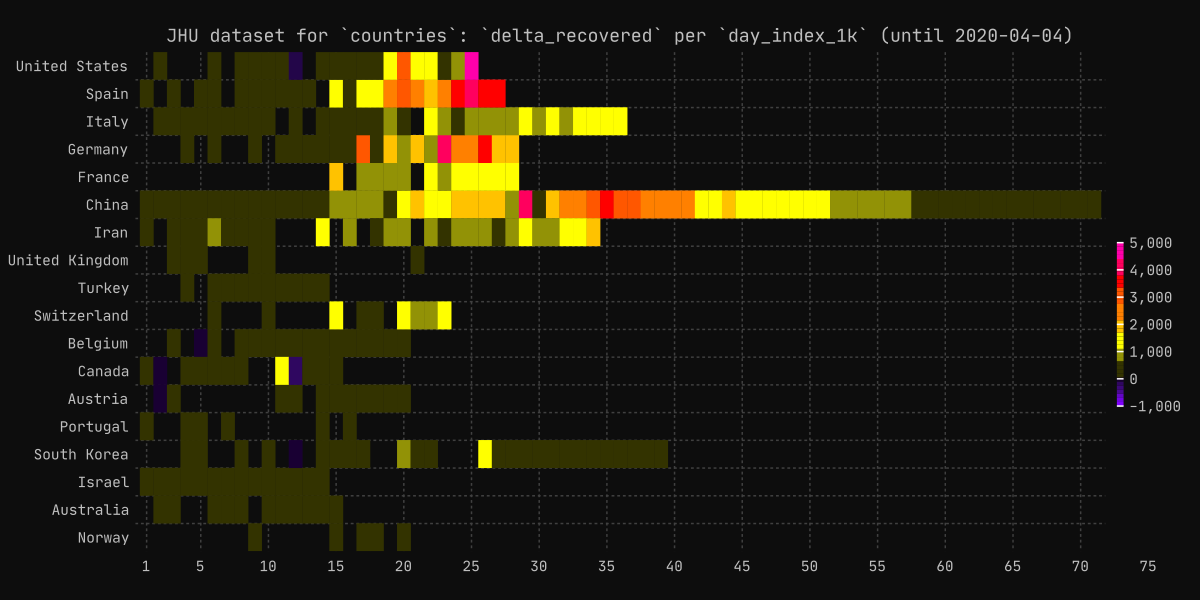 JHU dataset for `countries`: `delta_recovered` per `day_index_1k` (until 2020-04-04)
United States
Spain
Italy
Germany
France
China
Iran
United Kingdom
Turkey
Switzerland
Belgium
Canada
Austria
Portugal
South Korea
Israel
Australia
Norway
5,000
4,000
3,000
2,000
1,000
0
-1,000
1 5 10 15 20 25 30 35 40 45 50 55 60 65 70 75